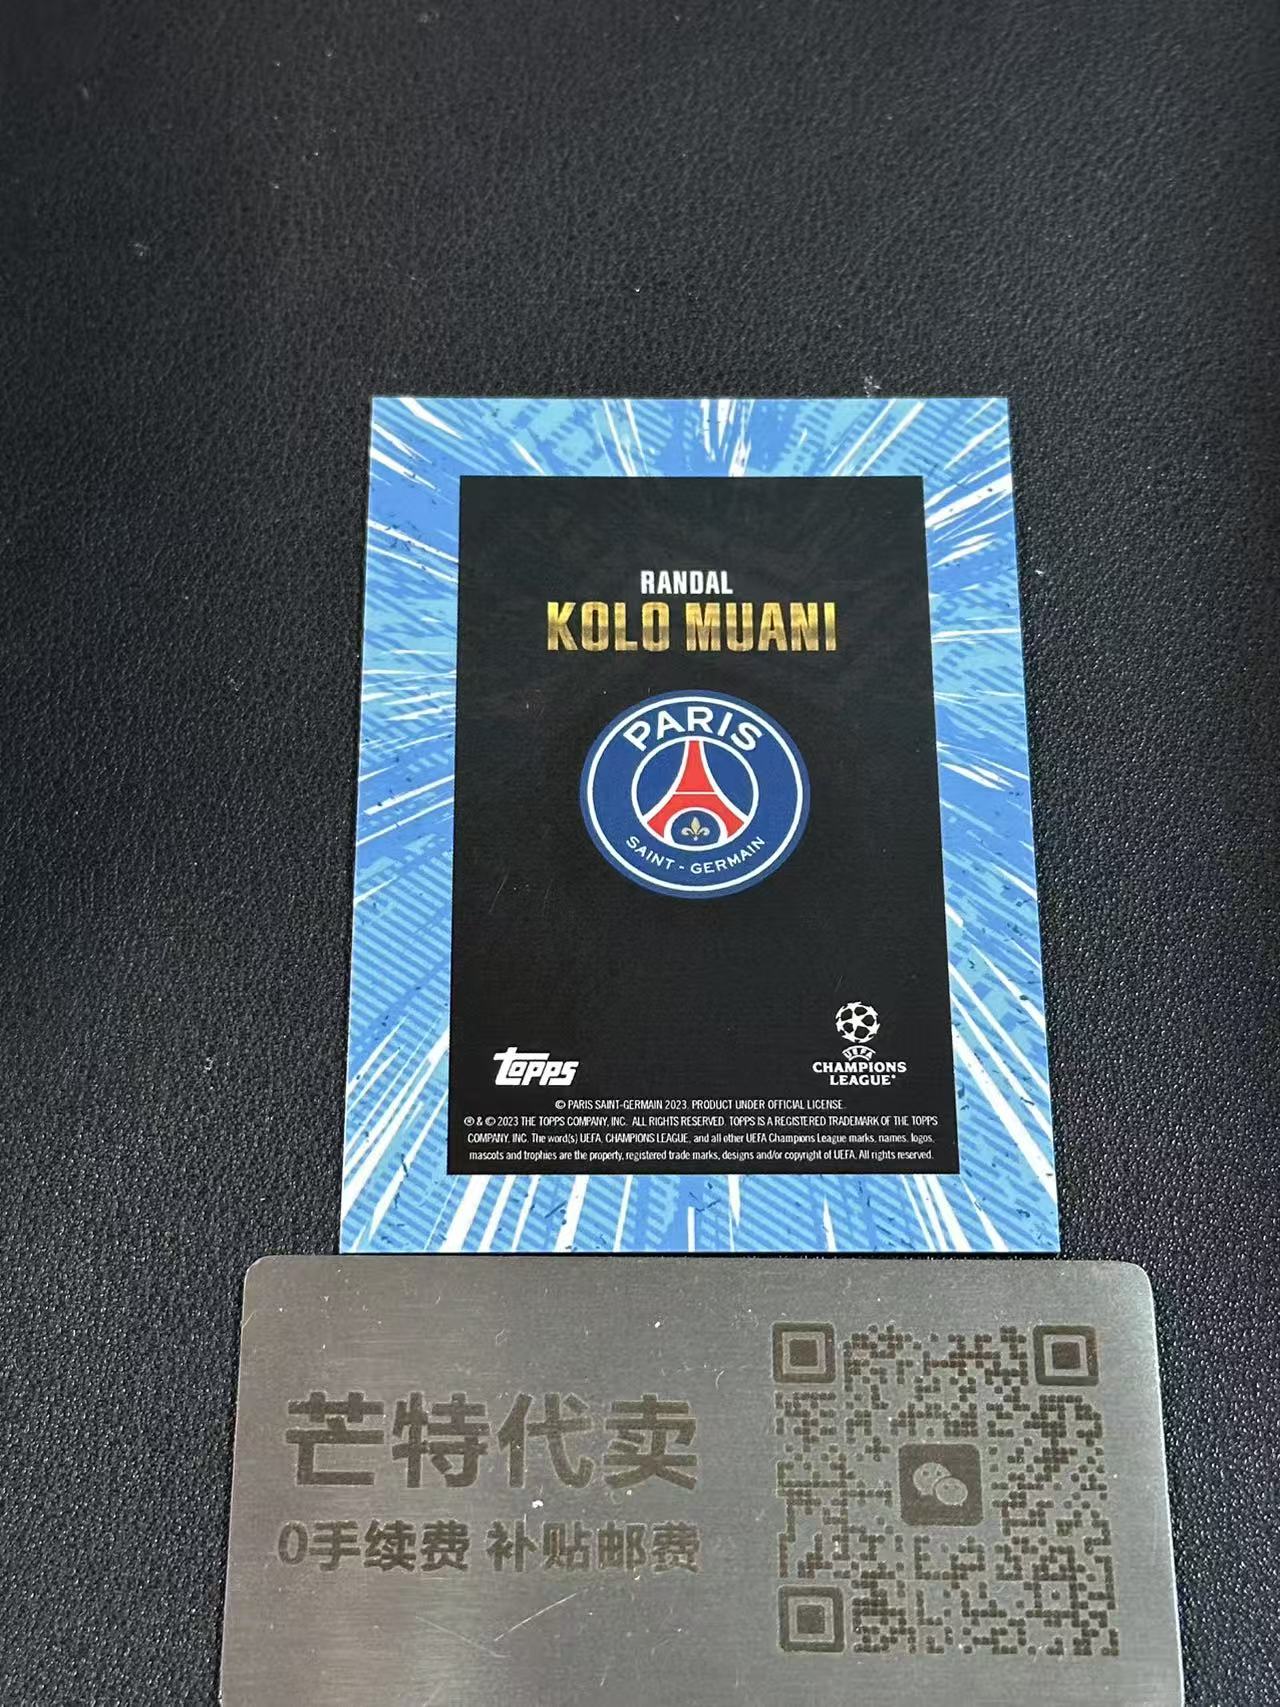 RANDAL
KOLO MUANI
PARIS
SAINT-GERMAIN
Topps
UEFA
CHAMPIONS
LEAGUE®
© PARIS SAINT-GERMAIN 2023. PRODUCT UNDER OFFICIAL LICENSE.
® & © 2023 THE TOPPS COMPANY, INC. ALL RIGHTS RESERVED. TOPPS IS A REGISTERED TRADEMARK OF THE TOPPS
COMPANY, INC. The word(s) UEFA, CHAMPIONS LEAGUE, and all other UEFA Champions League marks, names, logos,
mascots and trophies are the property, registered trade marks, designs and/or copyright of UEFA. All rights reserved.
芒特代卖
0手续费 补贴邮费